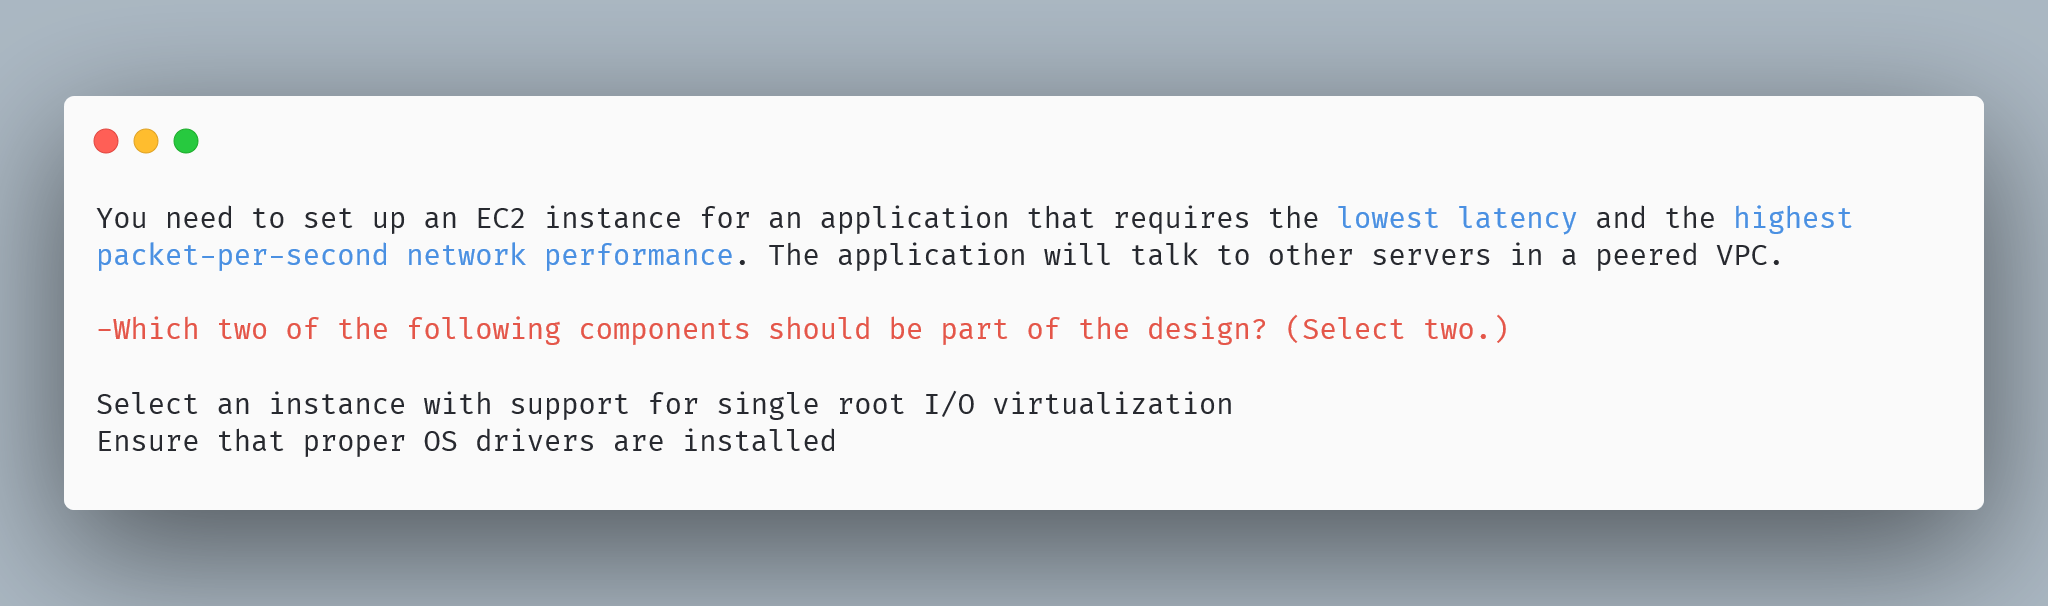 You need to set up an EC2 instance for an application that requires the lowest latency and the highest
packet-per-second network performance. The application will talk to other servers in a peered VPC.
-Which two of the following components should be part of the design? (Select two.)
Select an instance with support for single root I/O virtualization
Ensure that proper OS drivers are installed